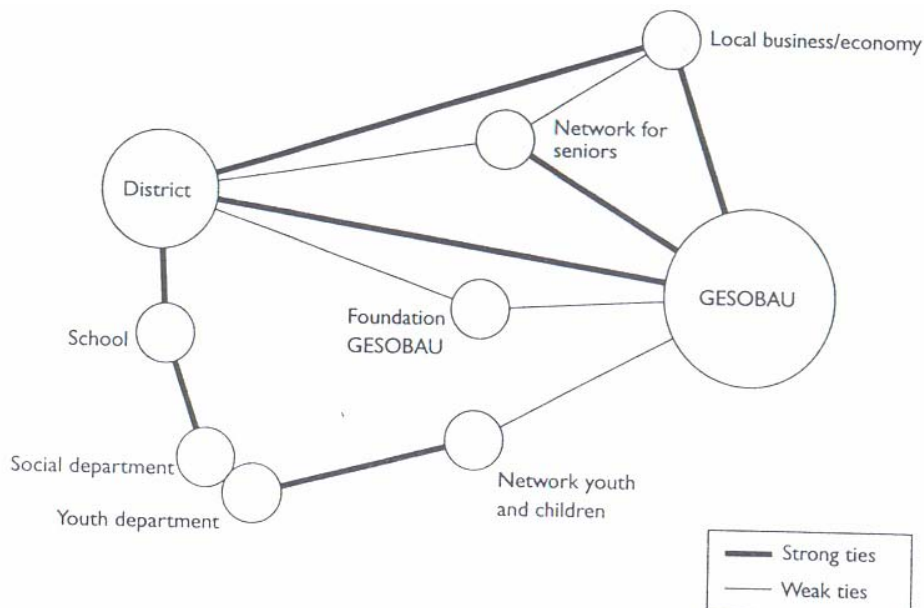 Local business/economy
Network for
seniors
District
GESOBAU
Foundation
GESOBAU
School
Social department
Youth department
Network youth
and children
Strong ties
Weak ties